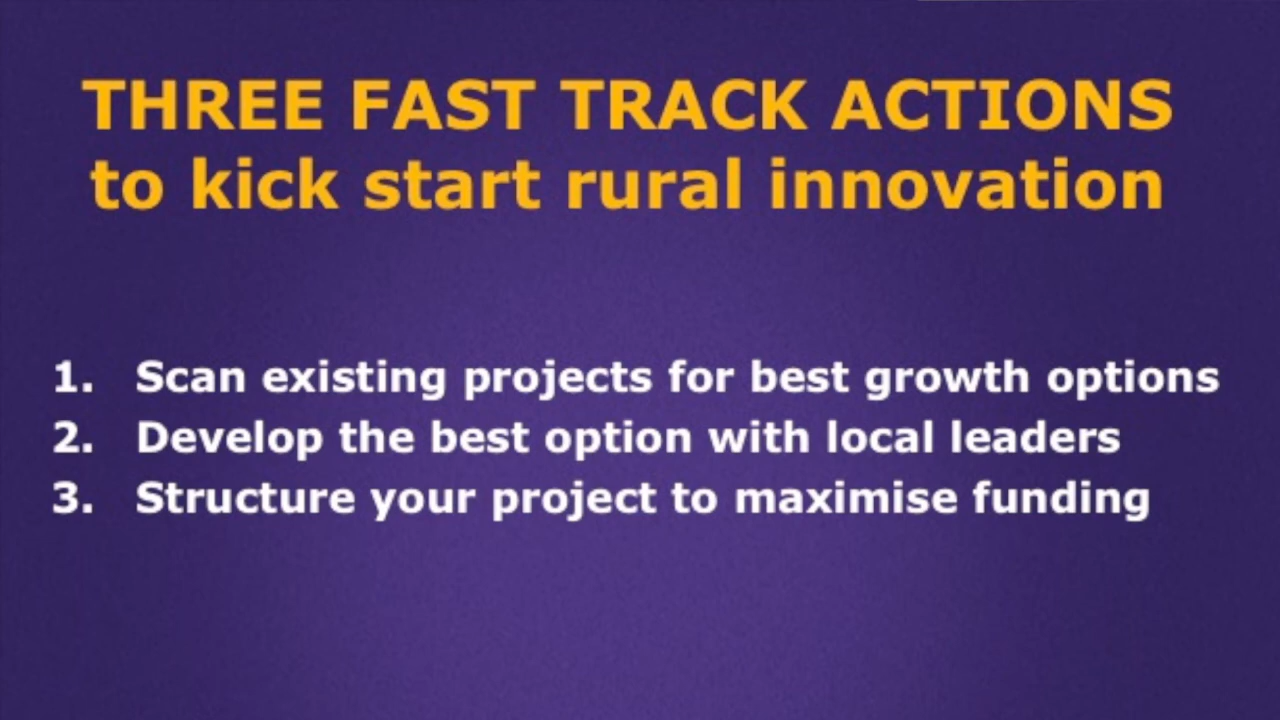 THREE FAST TRACK ACTIONS
to kick start rural innovation
1. Scan existing projects for best growth options
2. Develop the best option with local leaders
3. Structure your project to maximise funding